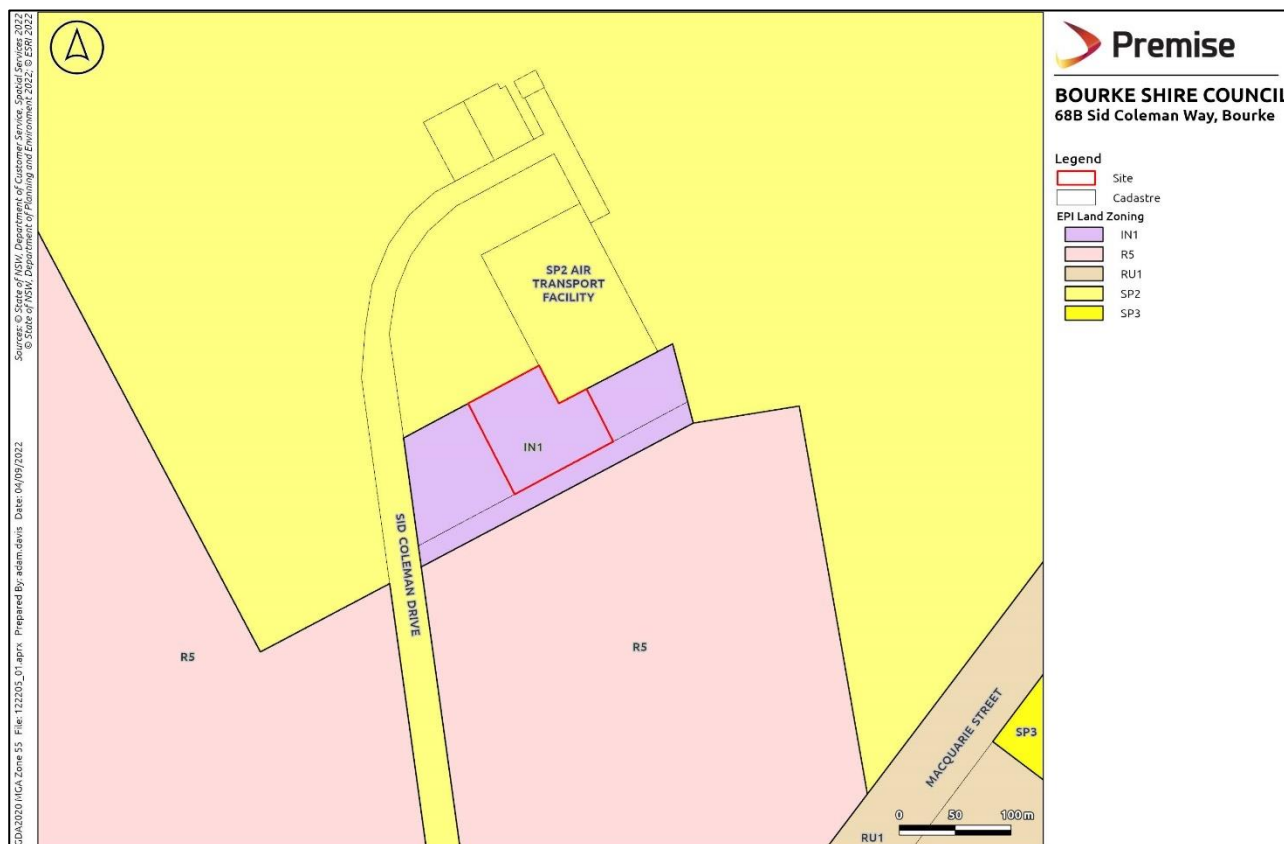 Premise
BOURKE SHIRE COUNCIL
68B Sid Coleman Way, Bourke
Legend
Site
Cadastre
EPI Land Zoning
IN1
R5
RU1
SP2
SP3
SP2 AIR
TRANSPORT
FACILITY
IN1
SID COLEMAN DRIVE
R5
R5
MACQUARIE STREET
SP3
RU1
0 50 100m
Sources: © State of NSW, Department of Customer Service, Spatial Services 2022
© State of NSW, Department of Planning and Environment 2022; © ESRI 2022
GDA2020 MGA Zone 55 File: 122205_01.aprx Prepared By: adam.davis Date: 04/09/2022